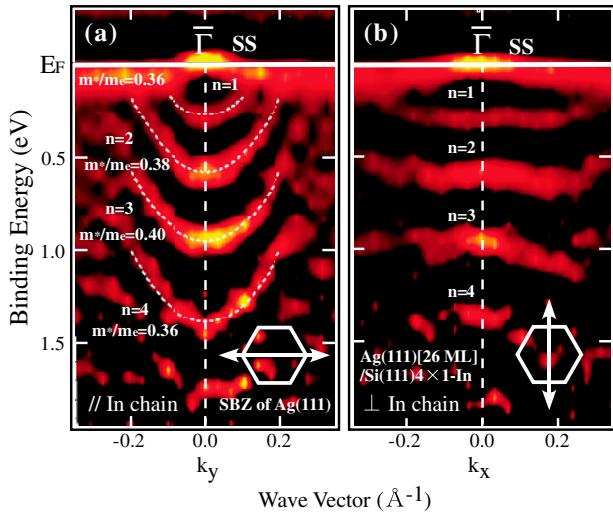 (a) Γ̅ SS
(b) Γ̅ SS
EF
m*/me=0.36
n=1
n=2
m*/me=0.38
n=3
m*/me=0.40
n=4
m*/me=0.36
// In chain
SBZ of Ag(111)
n=1
n=2
n=3
n=4
Ag(111)[26 ML]
/Si(111)4×1-In
⊥ In chain
0.5
1.0
1.5
Binding Energy (eV)
-0.2 0.0 0.2
-0.2 0.0 0.2
ky
kx
Wave Vector (Å-1)